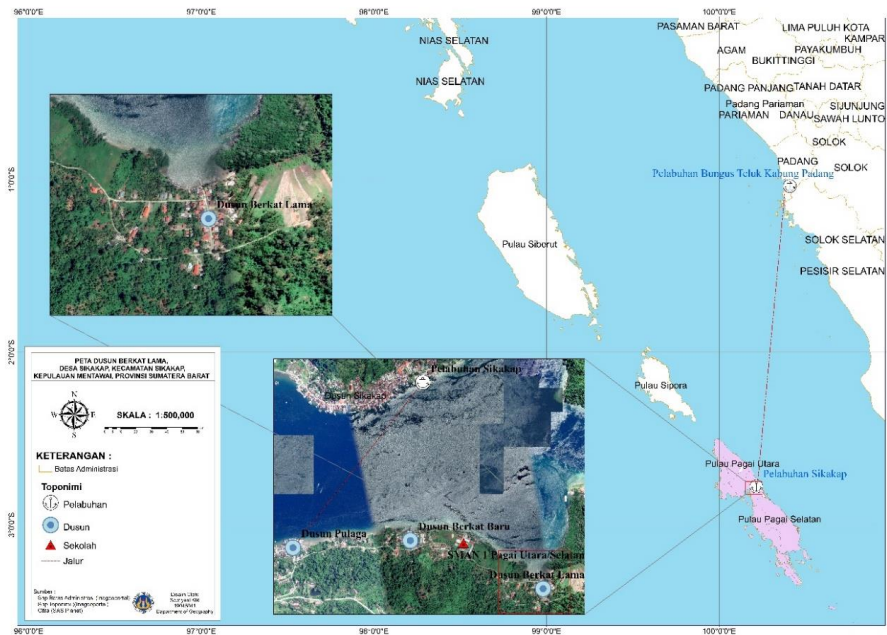 96°0'0"E
97°0'0"E
98°0'0"E
99°0'0"E
100°0'0"E
NIAS SELATAN
NIAS SELATAN
PASAMAN BARAT
LIMA PULUH KOTA
KAMPAR
AGAM
PAYAKUMBUH
BUKITTINGGI
PADANG PANJANG
TANAH DATAR
Padang Pariaman
SIJUNJUNG
PARIAMAN
DANAU
SAWAH LUNTO
SOLOK
PADANG
SOLOK
Pelabuhan Bungus Teluk Kabung Padang
SOLOK SELATAN
PESISIR SELATAN
1°0'0"S
2°0'0"S
3°0'0"S
Dusun Berkat Lama
Pulau Siberut
Pulau Sipora
Pulau Pagai Utara
Pelabuhan Sikakap
Pulau Pagai Selatan
Pelabuhan Sikakap
Dusun Sikakap
Dusun Pulaga
Dusun Berkat Baru
SMAN 1 Pagai Utara Selatan
Dusun Berkat Lama
PETA DUSUN BERKAT LAMA,
DESA SIKAKAP, KECAMATAN SIKAKAP,
KEPULAUAN MENTAWAI, PROVINSI SUMATERA BARAT
N
W
E
S
SKALA : 1:500,000
KETERANGAN :
Batas Administrasi
Toponimi
Pelabuhan
Dusun
Sekolah
Jalur
Sumber :
Department of Geography
96°0'0"E
97°0'0"E
98°0'0"E
99°0'0"E
100°0'0"E